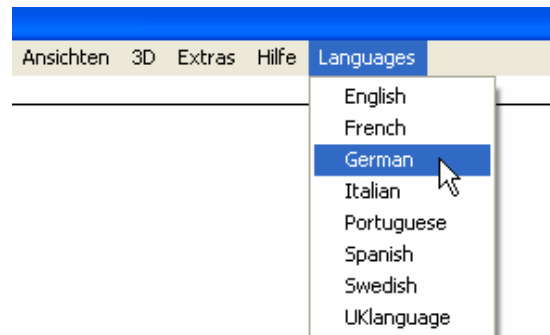 Ansichten 3D Extras Hilfe Languages
English
French
German
Italian
Portuguese
Spanish
Swedish
UKlanguage